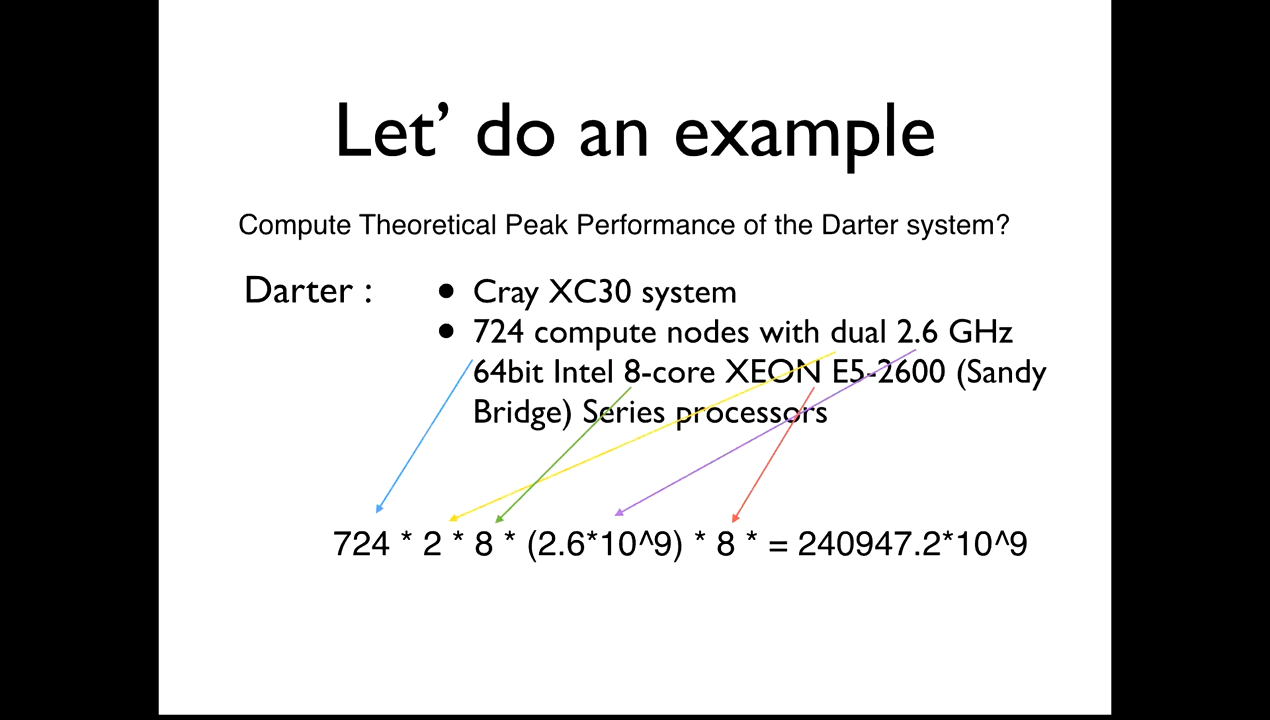 Let’ do an example
Compute Theoretical Peak Performance of the Darter system?
Darter :
● Cray XC30 system
● 724 compute nodes with dual 2.6 GHz
64bit Intel 8-core XEON E5-2600 (Sandy
Bridge) Series processors
724 * 2 * 8 * (2.6*10^9) * 8 * = 240947.2*10^9